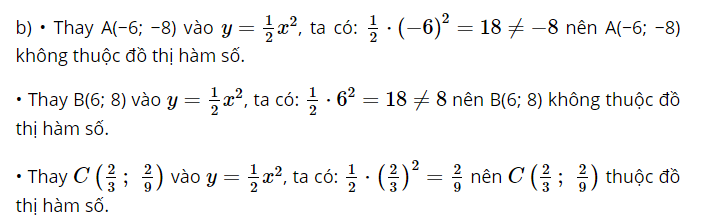 b) • Thay A(−6; −8) vào $y = \frac{1}{2}x^2$, ta có: $\frac{1}{2} \cdot (-6)^2 = 18 \neq -8$ nên A(−6; −8)
không thuộc đồ thị hàm số.
• Thay B(6; 8) vào $y = \frac{1}{2}x^2$, ta có: $\frac{1}{2} \cdot 6^2 = 18 \neq 8$ nên B(6; 8) không thuộc đồ
thị hàm số.
• Thay $C\left(\frac{2}{3}; \frac{2}{9}\right)$ vào $y = \frac{1}{2}x^2$, ta có: $\frac{1}{2} \cdot \left(\frac{2}{3}\right)^2 = \frac{2}{9}$ nên $C\left(\frac{2}{3}; \frac{2}{9}\right)$ thuộc đồ
thị hàm số.